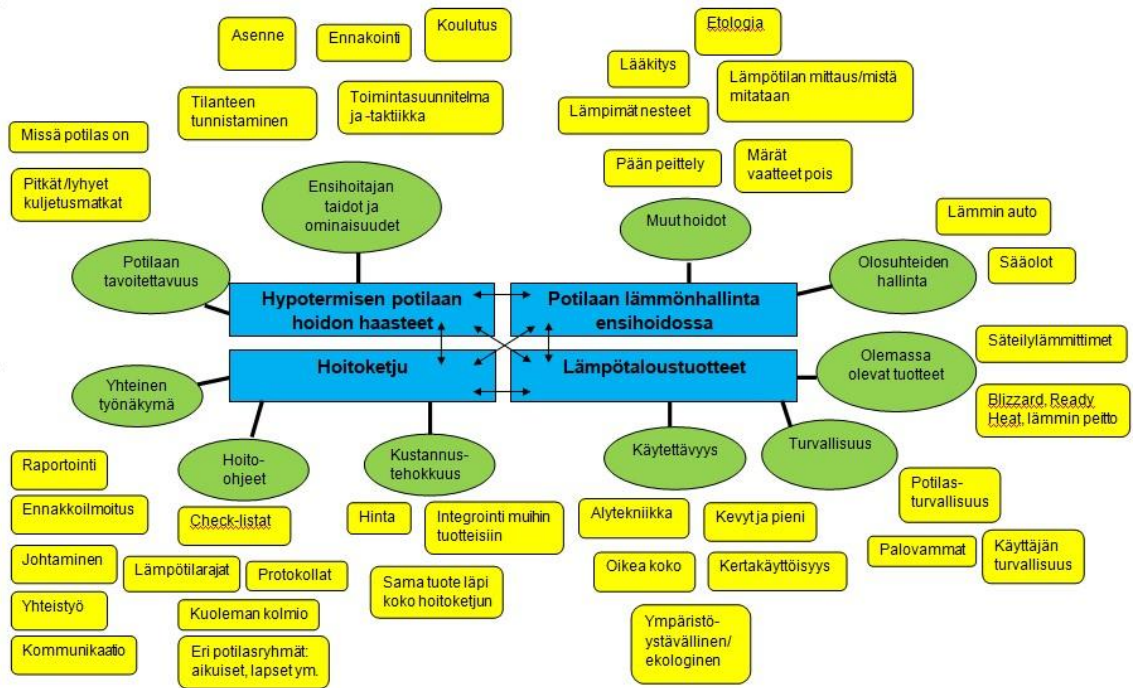 Asenne
Ennakointi
Koulutus
Tilanteen
tunnistaminen
Toimintasuunnitelma
ja -taktiikka
Etologia
Lääkitys
Lämpötilan mittaus/mistä
mitataan
Lämpimät nesteet
Pään peittely
Märät
vaatteet pois
Missä potilas on
Pitkät/lyhyet
kuljetusmatkat
Ensihoitajan
taidot ja
ominaisuudet
Muut hoidot
Lämmin auto
Sääolot
Potilaan
tavoitettavuus
Olosuhteiden
hallinta
Hypotermisen potilaan
hoidon haasteet
Potilaan lämmönhallinta
ensihoidossa
Hoitoketju
Lämpötaloustuotteet
Yhteinen
työnäkymä
Olemassa
olevat tuotteet
Säteilylämmittimet
Blizzard, Ready
Heat, lämmin peitto
Hoito-
ohjeet
Kustannus-
tehokkuus
Käytettävyys
Turvallisuus
Raportointi
Ennakkoilmoitus
Johtaminen
Yhteistyö
Kommunikaatio
Check-listat
Lämpötilarajat
Protokollat
Kuoleman kolmio
Eri potilasryhmät:
aikuiset, lapset ym.
Hinta
Integrointi muihin
tuotteisiin
Sama tuote läpi
koko hoitoketjun
Alytekniikka
Kevyt ja pieni
Oikea koko
Kertakäyttöisyys
Ympäristö-
ystävällinen/
ekologinen
Potilas-
turvallisuus
Palovammat
Käyttäjän
turvallisuus